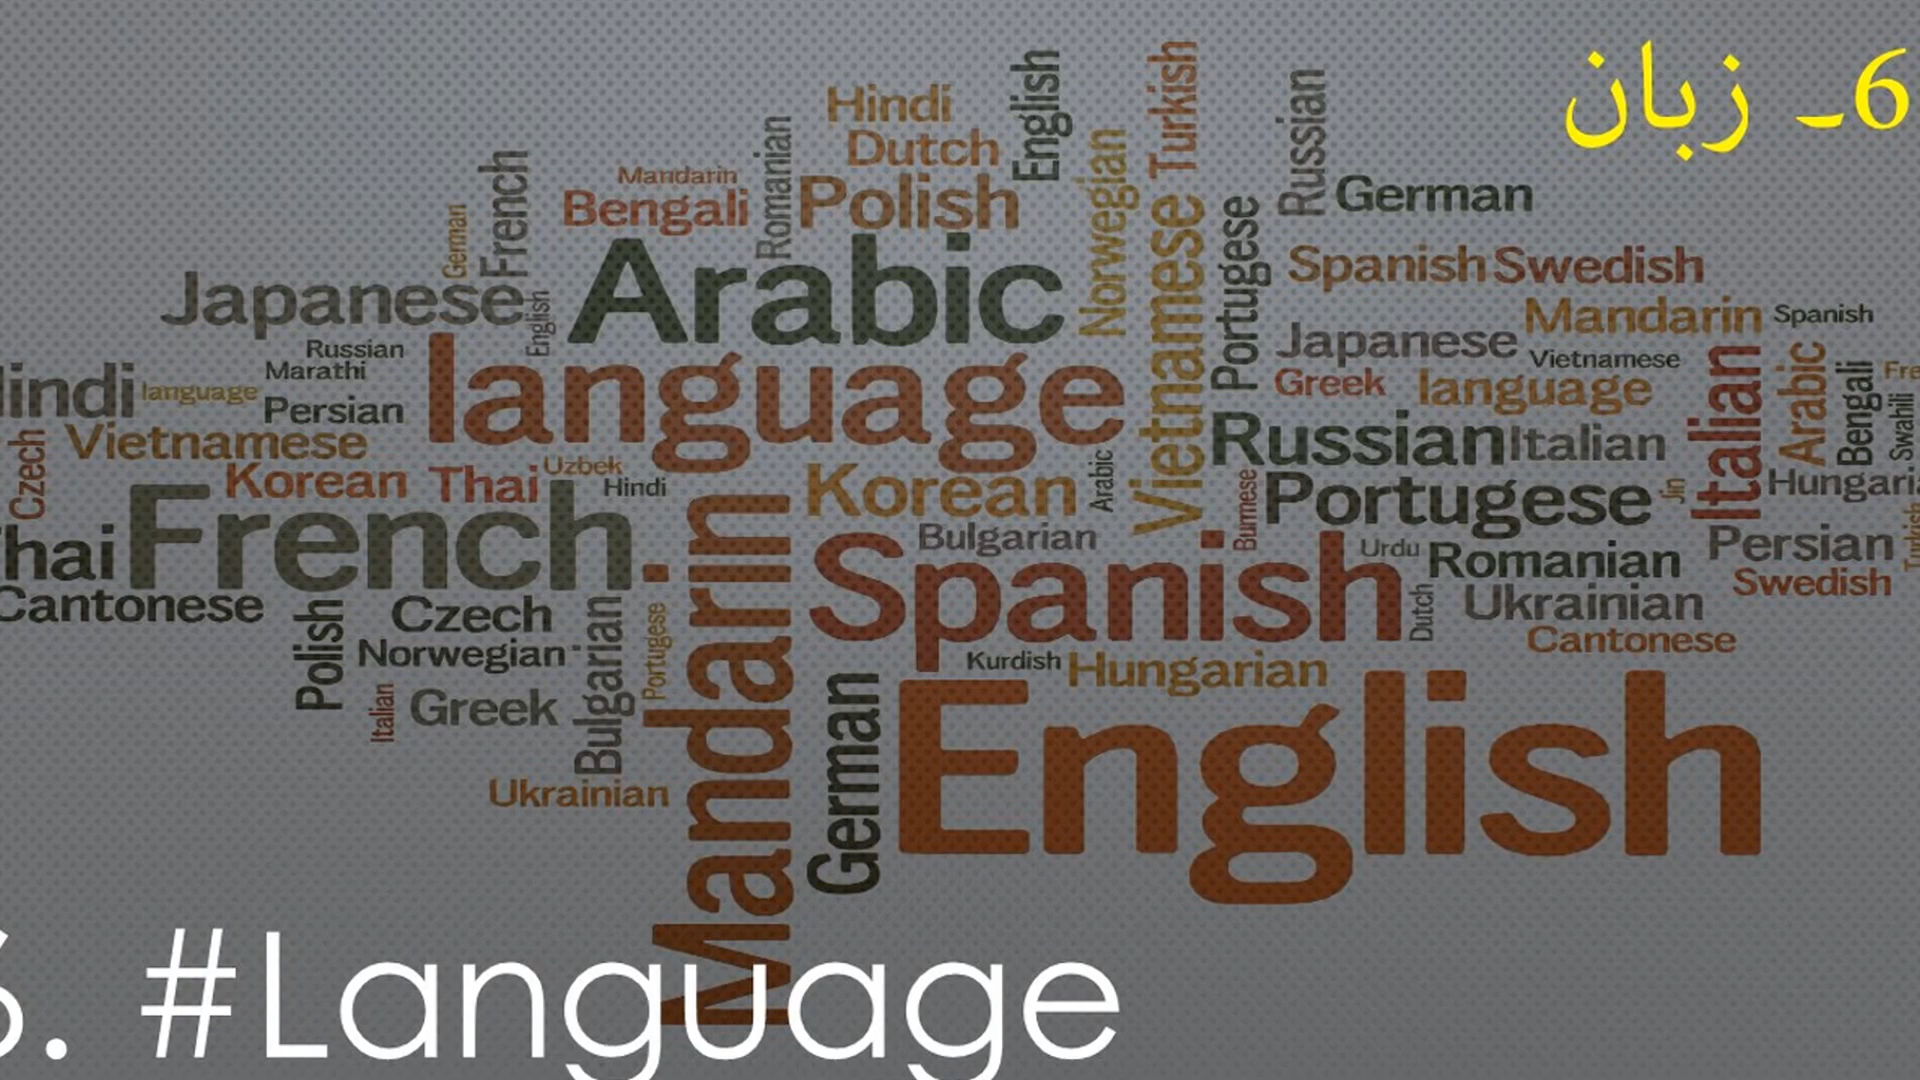 6۔ زبان
Hindi
English
Turkish
Russian
Dutch
Romanian
Norwegian
French
Mandarin
Bengali
Polish
German
German
Vietnamese
Portugese
Arabic
Spanish
Swedish
Japanese
English
Mandarin
Spanish
Japanese
Vietnamese
Russian
Marathi
language
Greek
language
Italian
Arabic
Bengali
Swahili
language
Persian
Vietnamese
Czech
Russian
Italian
Korean
Thai
Uzbek
Hindi
Korean
Arabic
Burmese
Portugese
Jin
French
Mandarin
Bulgarian
Spanish
Urdu
Romanian
Persian
Turkish
Swedish
Cantonese
Polish
Czech
Bulgarian
Portugese
Dutch
Ukrainian
Cantonese
Norwegian
Kurdish
Hungarian
Italian
Greek
German
English
Ukrainian
6. #Language